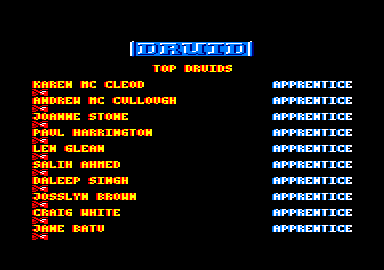 DRUID
TOP DRUIDS
KAREN MC CLEOD APPRENTICE
ANDREW MC CULLOUGH APPRENTICE
JOANNE STONE APPRENTICE
PAUL HARRINGTON APPRENTICE
LEN GLEAN APPRENTICE
SALIH AHMED APPRENTICE
DALEEP SINGH APPRENTICE
JOSSLYN BROWN APPRENTICE
CRAIG WHITE APPRENTICE
JANE BATU APPRENTICE